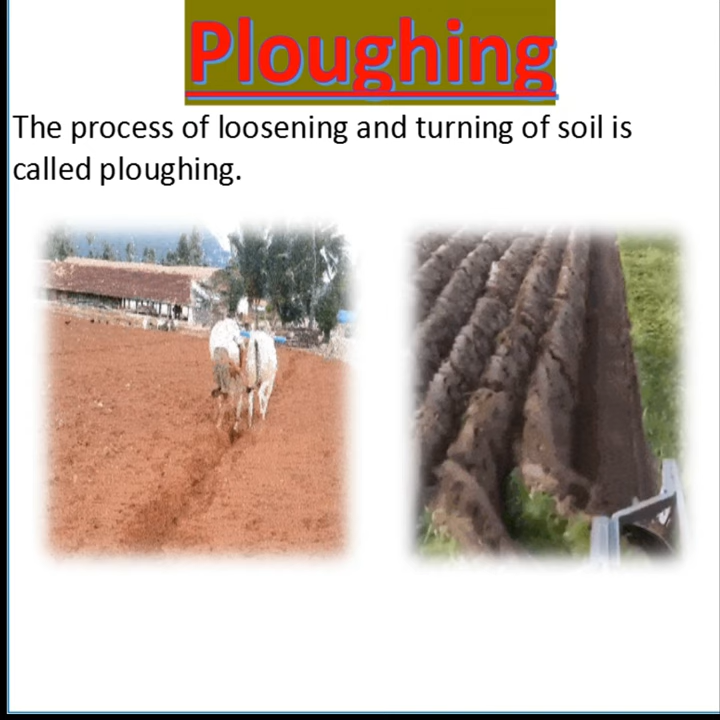 Ploughing
The process of loosening and turning of soil is
called ploughing.